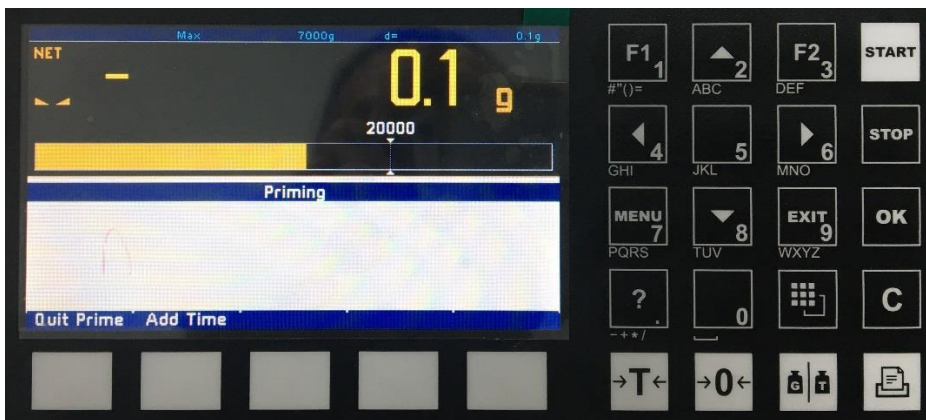 Max 7000g d= 0.1g
NET
- 0.1 g
20000
Priming
Quit Prime Add Time
F1 1
#"()=
2
ABC
F2 3
DEF
START
4
GHI
5
JKL
6
MNO
STOP
MENU 7
PQRS
8
TUV
EXIT 9
WXYZ
OK
? .
-+*/
0
C
→T←
→0←
G T